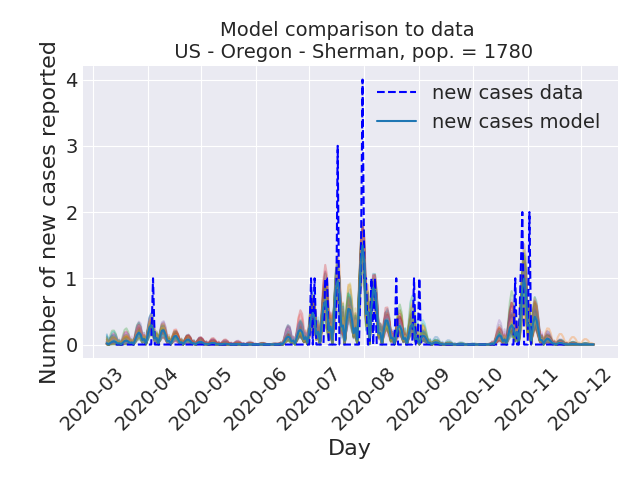 Model comparison to data
US - Oregon - Sherman, pop. = 1780
Number of new cases reported
4
3
2
1
0
new cases data
new cases model
2020-03
2020-04
2020-05
2020-06
2020-07
2020-08
2020-09
2020-10
2020-11
2020-12
Day